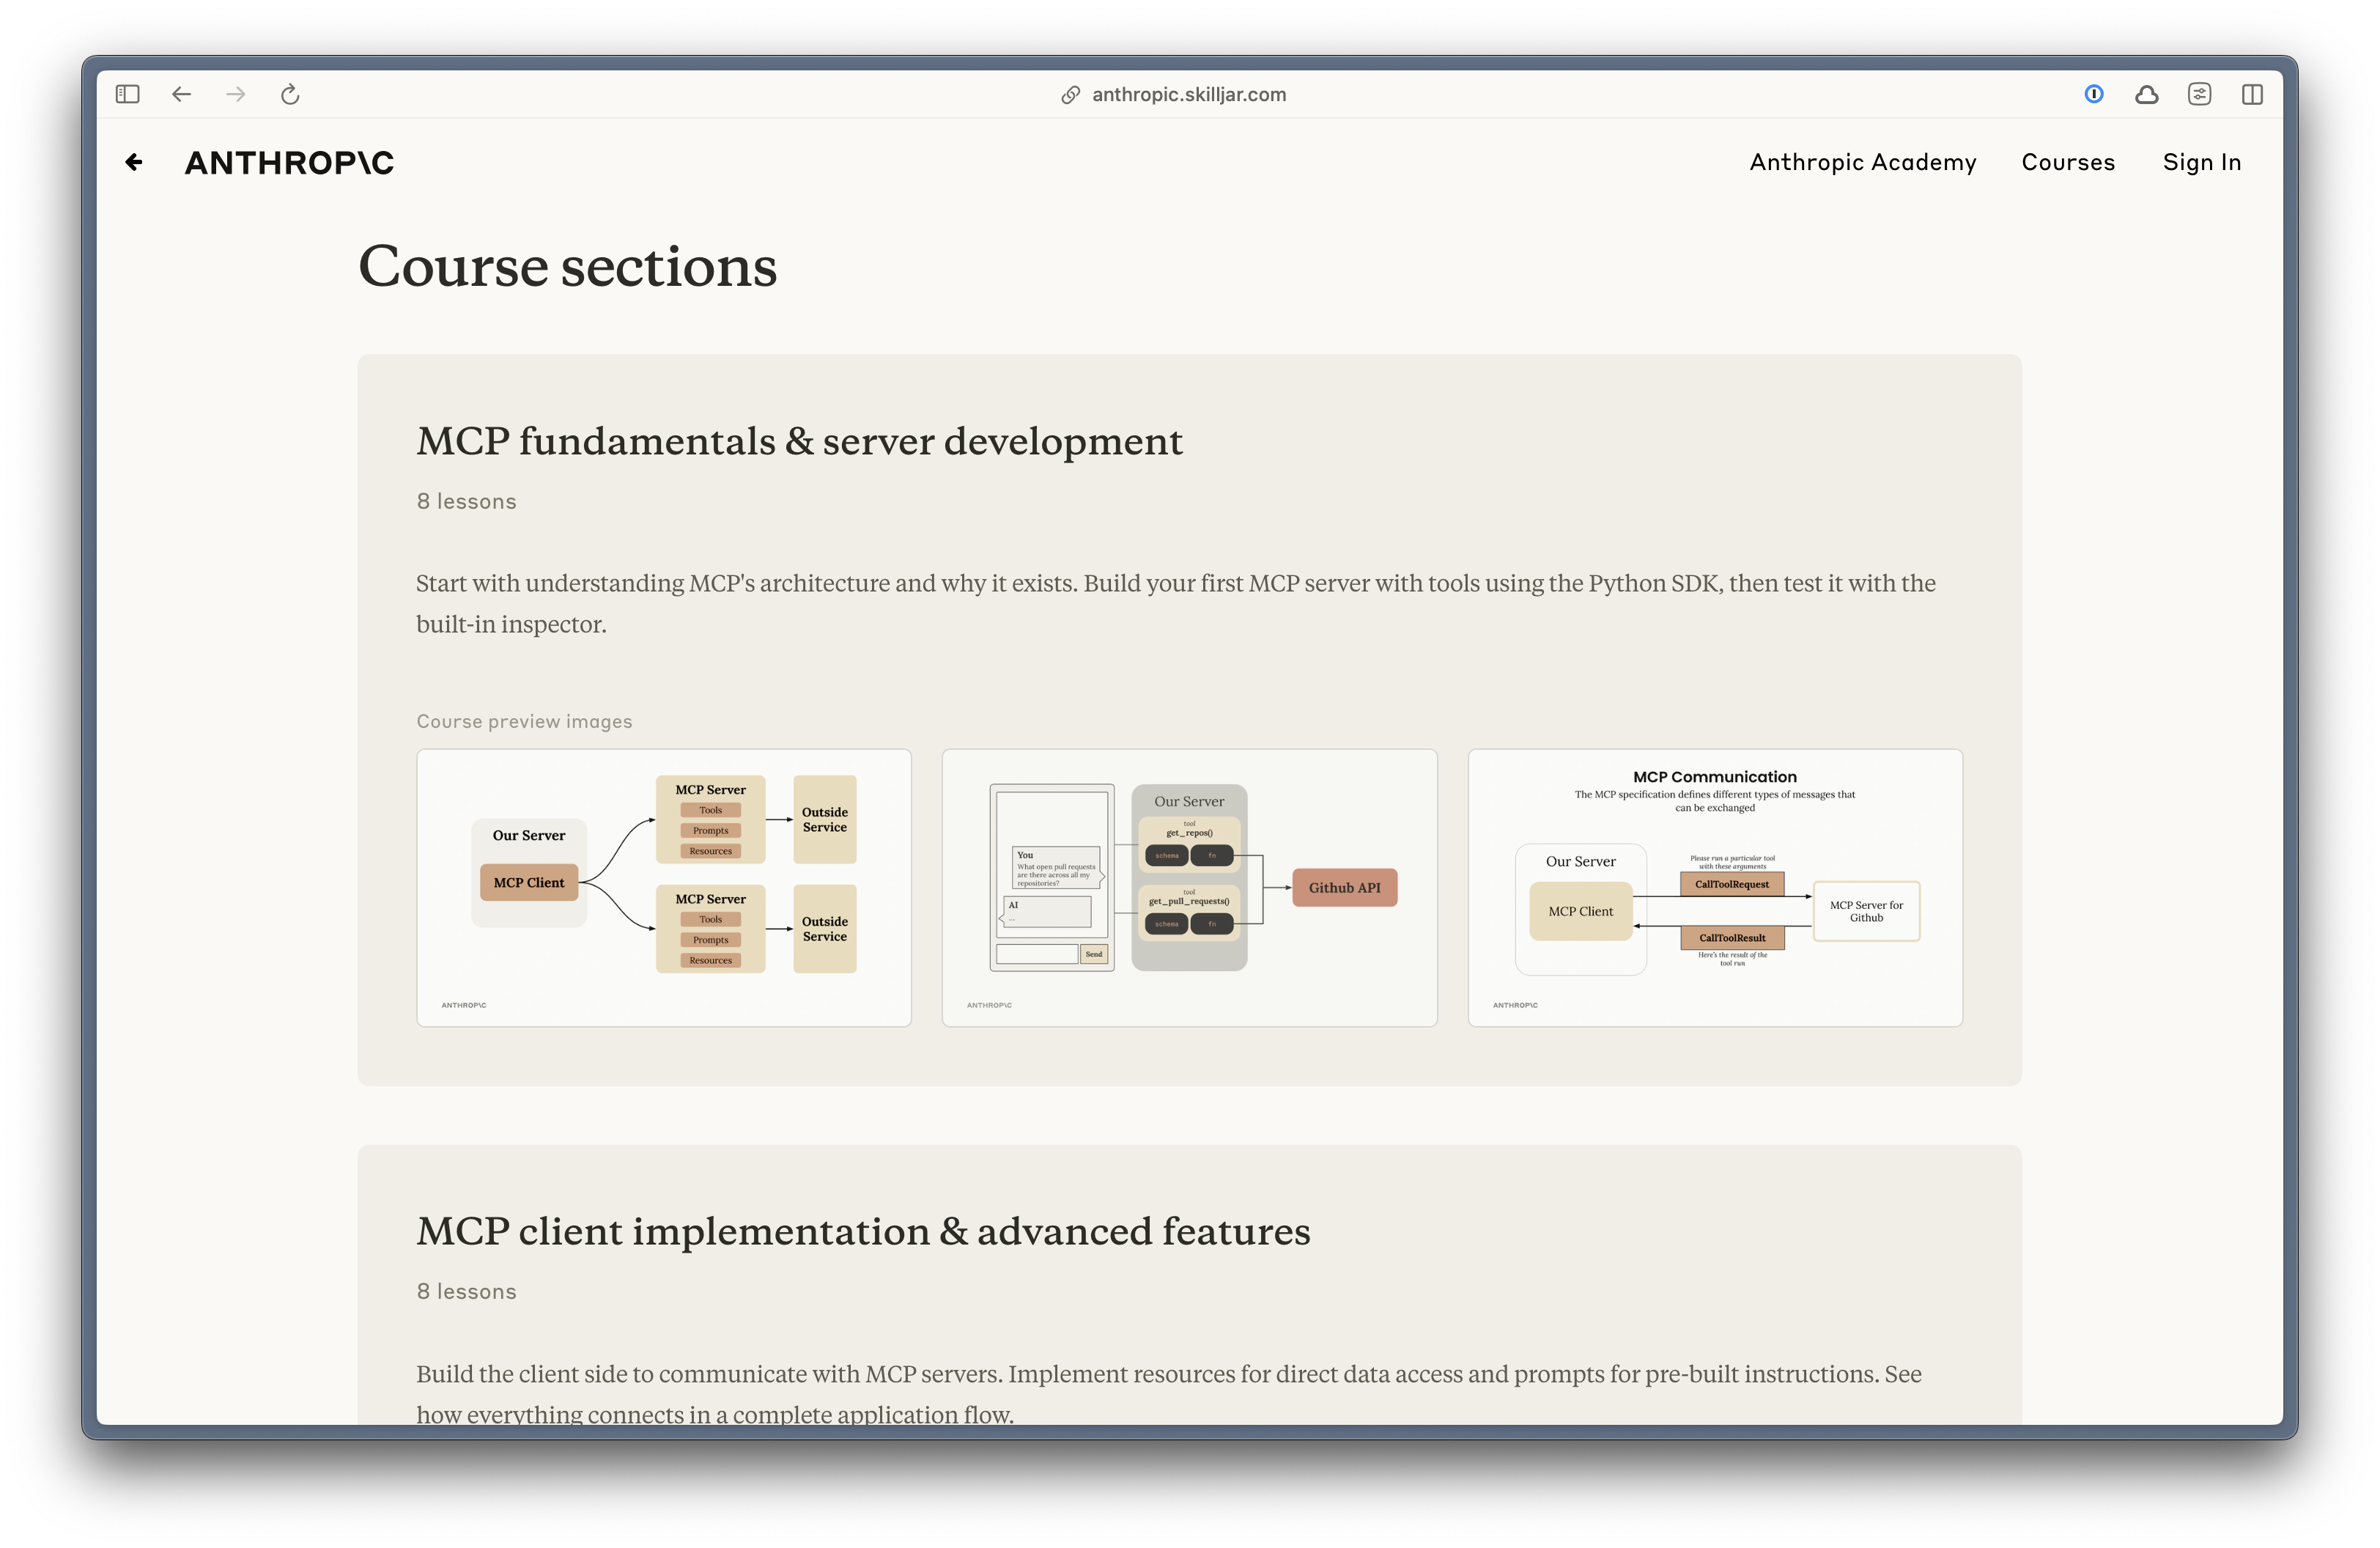 anthropic.skilljar.com
ANTHROP\C
Anthropic Academy
Courses
Sign In
Course sections
MCP fundamentals & server development
8 lessons
Start with understanding MCP's architecture and why it exists. Build your first MCP server with tools using the Python SDK, then test it with the
built-in inspector.
Course preview images
Our Server
MCP Client
MCP Server
Tools
Prompts
Resources
Outside
Service
MCP Server
Tools
Prompts
Resources
Outside
Service
ANTHROP\C
You
What open pull requests
are there across all my
repositories?
AI
...
Send
Our Server
tool
get_repos()
schema
fn
tool
get_pull_requests()
schema
fn
Github API
ANTHROP\C
MCP Communication
The MCP specification defines different types of messages that
can be exchanged
Our Server
MCP Client
Please run a particular tool
with these arguments
CallToolRequest
CallToolResult
Here's the result of the
tool run
MCP Server for
Github
ANTHROP\C
MCP client implementation & advanced features
8 lessons
Build the client side to communicate with MCP servers. Implement resources for direct data access and prompts for pre-built instructions. See
how everything connects in a complete application flow.